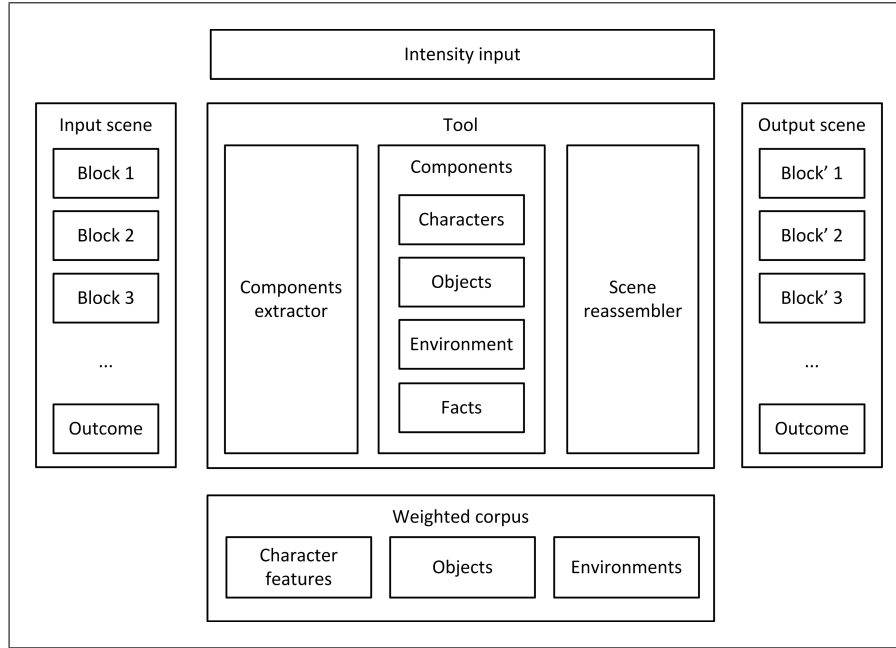 Intensity input
Input scene
Block 1
Block 2
Block 3
...
Outcome
Tool
Components
extractor
Components
Characters
Objects
Environment
Facts
Scene
reassembler
Output scene
Block’ 1
Block’ 2
Block’ 3
...
Outcome
Weighted corpus
Character
features
Objects
Environments